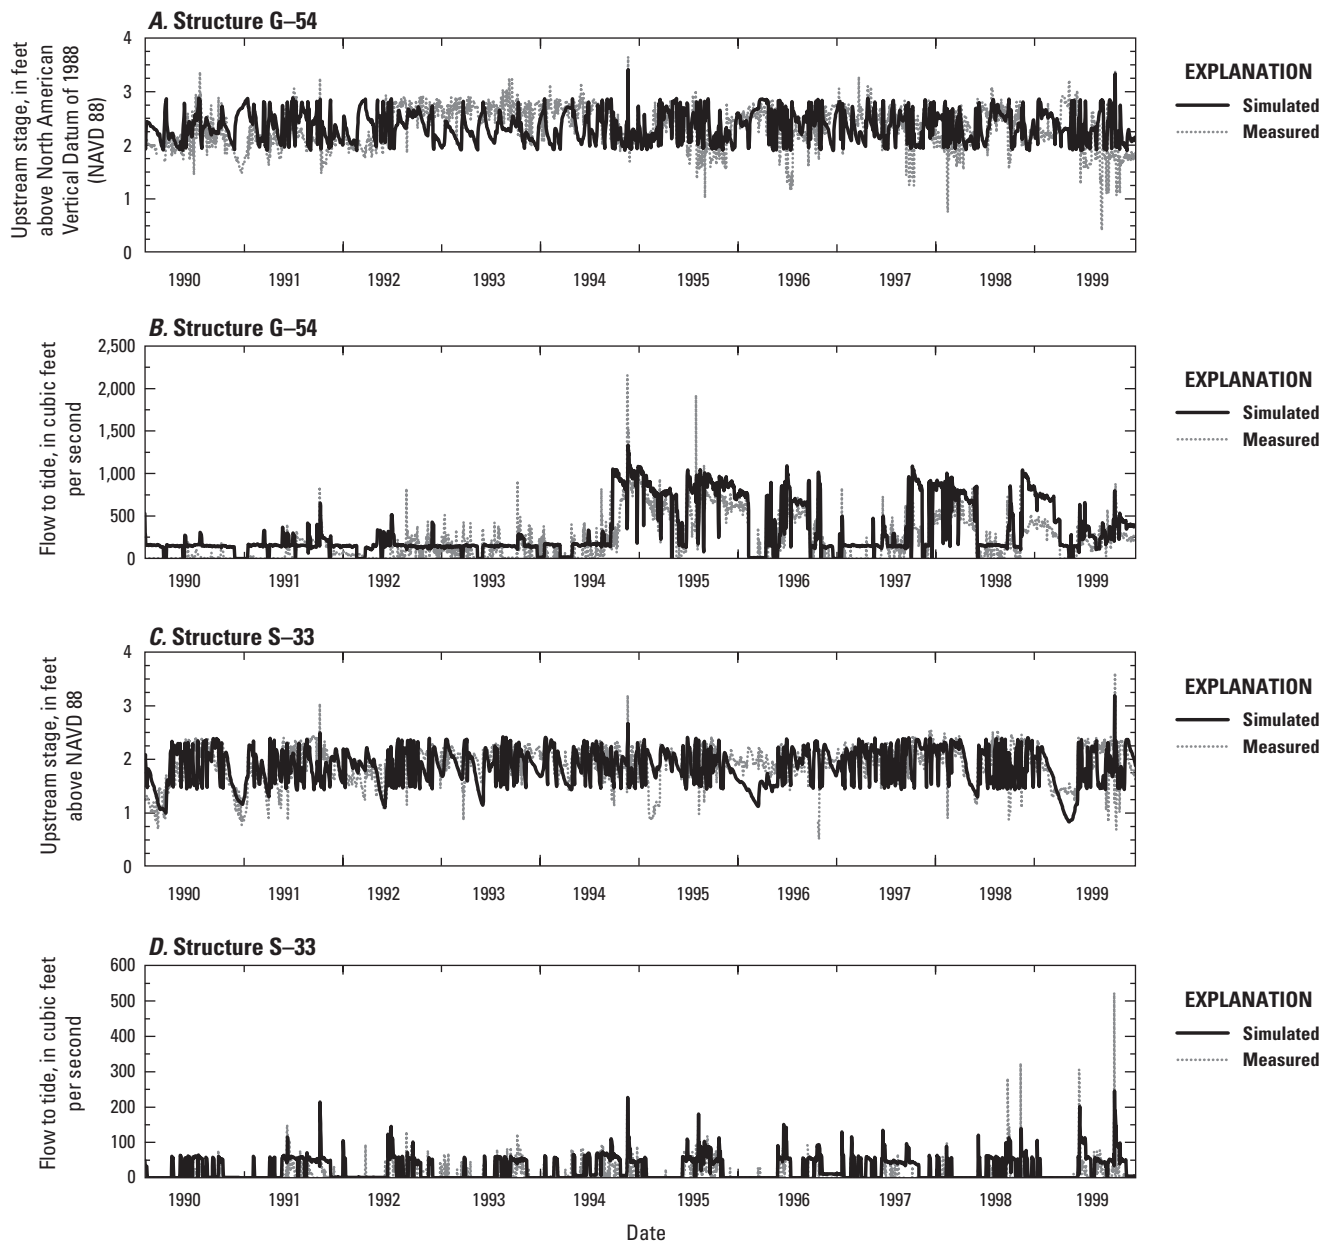 A. Structure G–54
Upstream stage, in feet
above North American
Vertical Datum of 1988
(NAVD 88)
4
3
2
1
0
1990 1991 1992 1993 1994 1995 1996 1997 1998 1999
EXPLANATION
Simulated
Measured
B. Structure G–54
Flow to tide, in cubic feet
per second
2,500
2,000
1,500
1,000
500
0
1990 1991 1992 1993 1994 1995 1996 1997 1998 1999
EXPLANATION
Simulated
Measured
C. Structure S–33
Upstream stage, in feet
above NAVD 88
4
3
2
1
0
1990 1991 1992 1993 1994 1995 1996 1997 1998 1999
EXPLANATION
Simulated
Measured
D. Structure S–33
Flow to tide, in cubic feet
per second
600
500
400
300
200
100
0
1990 1991 1992 1993 1994 1995 1996 1997 1998 1999
EXPLANATION
Simulated
Measured
Date